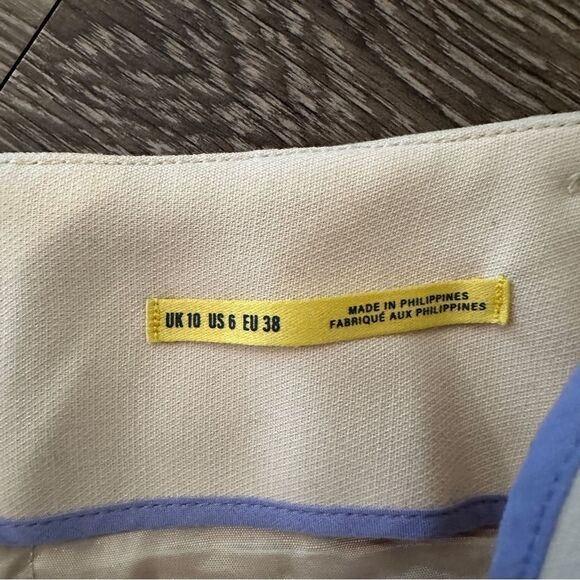 UK 10 US 6 EU 38
MADE IN PHILIPPINES
FABRIQUÉ AUX PHILIPPINES